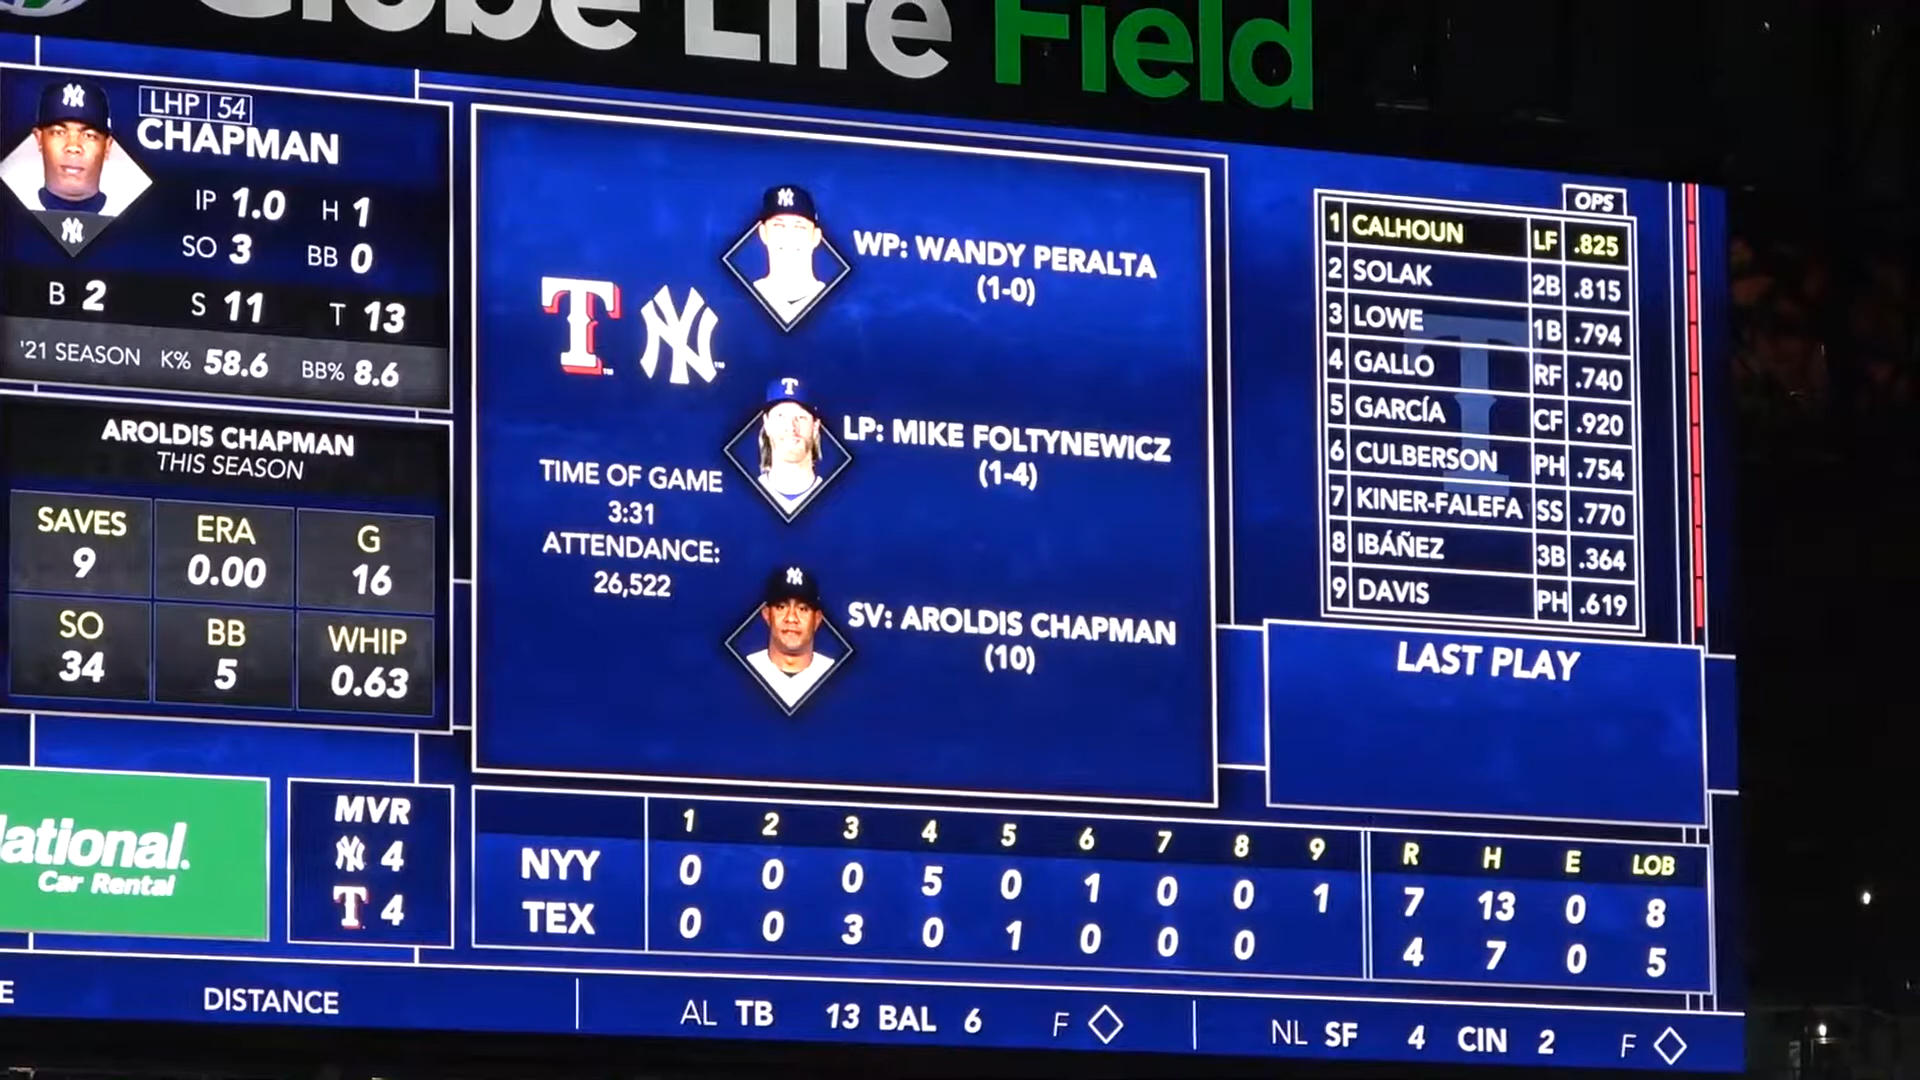 Globe Life Field
LHP 54
CHAPMAN
IP 1.0 H 1
SO 3 BB 0
B 2 S 11 T 13
'21 SEASON K% 58.6 BB% 8.6
AROLDIS CHAPMAN
THIS SEASON
SAVES ERA G
9 0.00 16
SO BB WHIP
34 5 0.63
T NY
WP: WANDY PERALTA
(1-0)
LP: MIKE FOLTYNEWICZ
(1-4)
TIME OF GAME
3:31
ATTENDANCE:
26,522
SV: AROLDIS CHAPMAN
(10)
OPS
1 CALHOUN LF .825
2 SOLAK 2B .815
3 LOWE 1B .794
4 GALLO RF .740
5 GARCÍA CF .920
6 CULBERSON PH .754
7 KINER-FALEFA SS .770
8 IBÁÑEZ 3B .364
9 DAVIS PH .619
LAST PLAY
National.
Car Rental
MVR
NY 4
T 4
1 2 3 4 5 6 7 8 9 R H E LOB
NYY 0 0 0 5 0 1 0 0 1 7 13 0 8
TEX 0 0 3 0 1 0 0 0 4 7 0 5
E DISTANCE AL TB 13 BAL 6 F NL SF 4 CIN 2 F